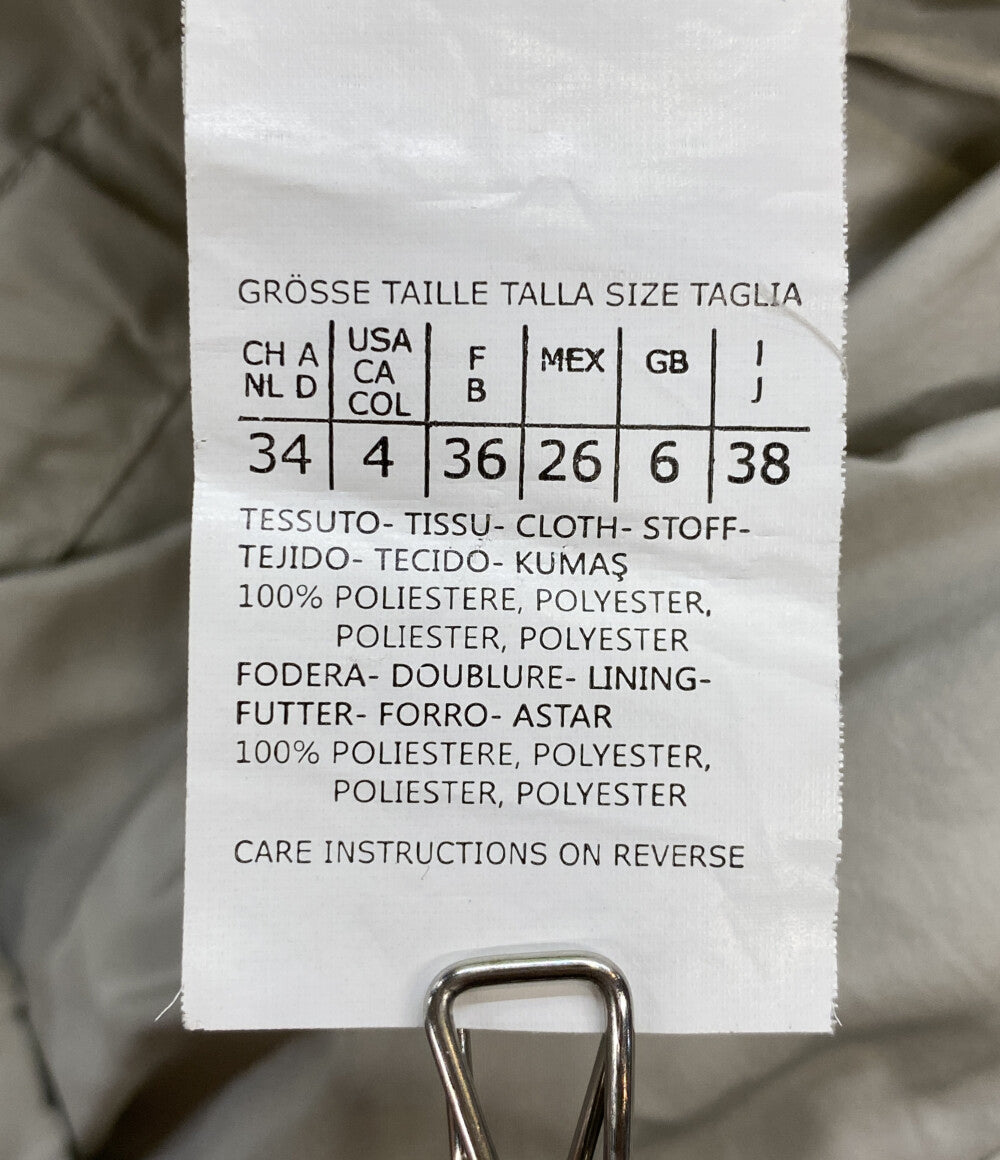 GRÖSSE TAILLE TALLA SIZE TAGLIA
CH A NL D | USA CA COL | F B | MEX | GB | I J
34 | 4 | 36 | 26 | 6 | 38
TESSUTO- TISSU- CLOTH- STOFF-
TEJIDO- TECIDO- KUMAŞ
100% POLIESTERE, POLYESTER,
POLIESTER, POLYESTER
FODERA- DOUBLURE- LINING-
FUTTER- FORRO- ASTAR
100% POLIESTERE, POLYESTER,
POLIESTER, POLYESTER
CARE INSTRUCTIONS ON REVERSE